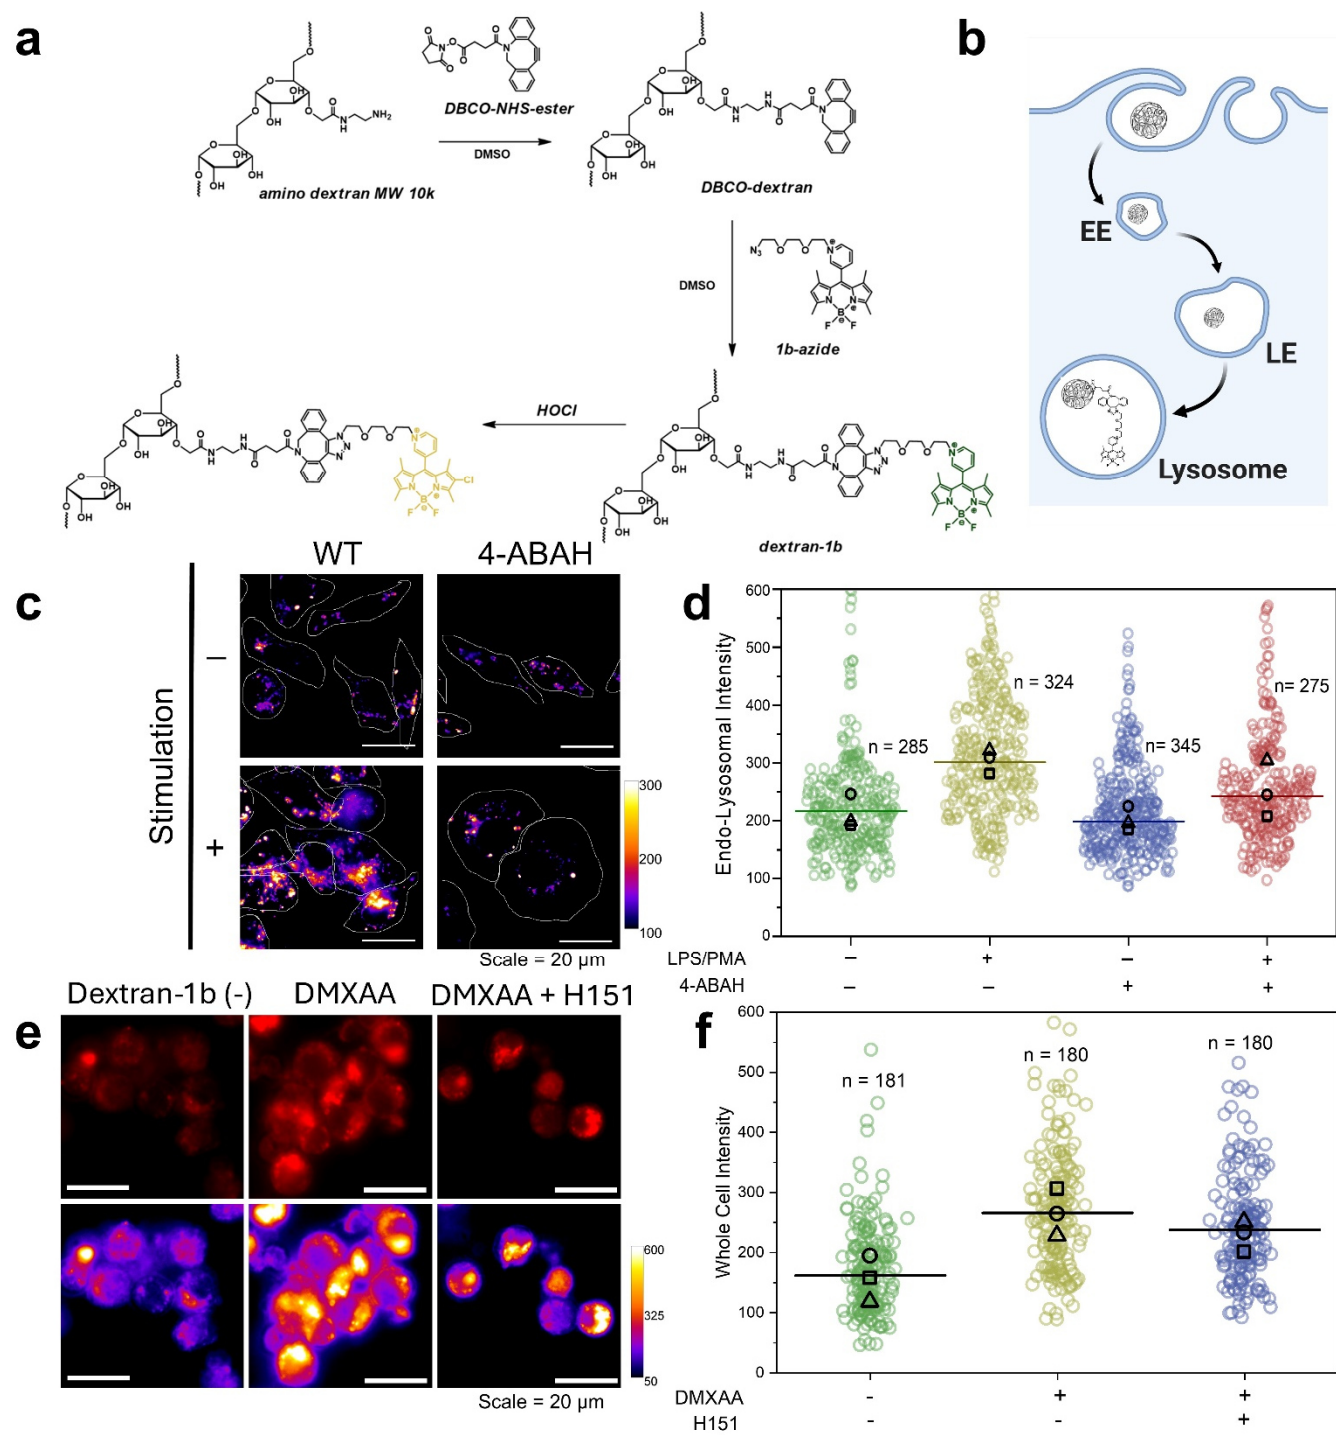 a
DBCO-NHS-ester
DMSO
amino dextran MW 10k
DBCO-dextran
DMSO
1b-azide
HOCl
dextran-1b
b
EE
LE
Lysosome
c
WT
4-ABAH
Stimulation
–
+
300
200
100
Scale = 20 µm
d
Endo-Lysosomal Intensity
600
500
400
300
200
100
0
n = 285
n = 324
n= 345
n= 275
LPS/PMA – + – +
4-ABAH – – + +
e
Dextran-1b (-)
DMXAA
DMXAA + H151
600
325
50
Scale = 20 µm
f
Whole Cell Intensity
600
500
400
300
200
100
0
n = 181
n = 180
n = 180
DMXAA - + +
H151 - - +